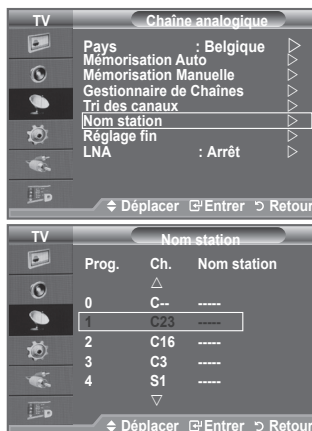 TV Chaîne analogique
Pays : Belgique
Mémorisation Auto
Mémorisation Manuelle
Gestionnaire de Chaînes
Tri des canaux
Nom station
Réglage fin
LNA : Arrêt
Déplacer Entrer Retour
TV Nom station
Prog. Ch. Nom station
0 C-- -----
1 C23 -----
2 C16 -----
3 C3 -----
4 S1 -----
Déplacer Entrer Retour